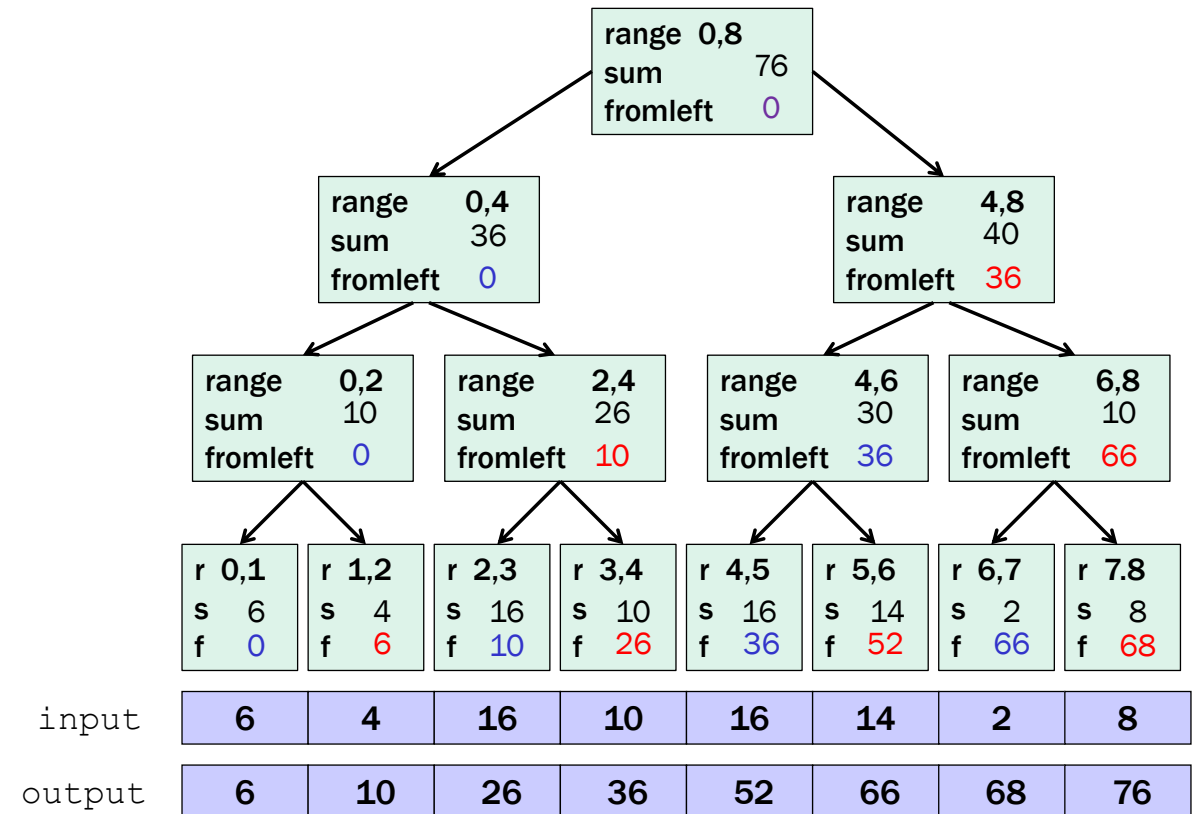 range 0,8
sum 76
fromleft 0
range 0,4
sum 36
fromleft 0
range 4,8
sum 40
fromleft 36
range 0,2
sum 10
fromleft 0
range 2,4
sum 26
fromleft 10
range 4,6
sum 30
fromleft 36
range 6,8
sum 10
fromleft 66
r 0,1
s 6
f 0
r 1,2
s 4
f 6
r 2,3
s 16
f 10
r 3,4
s 10
f 26
r 4,5
s 16
f 36
r 5,6
s 14
f 52
r 6,7
s 2
f 66
r 7.8
s 8
f 68
input 6 4 16 10 16 14 2 8
output 6 10 26 36 52 66 68 76